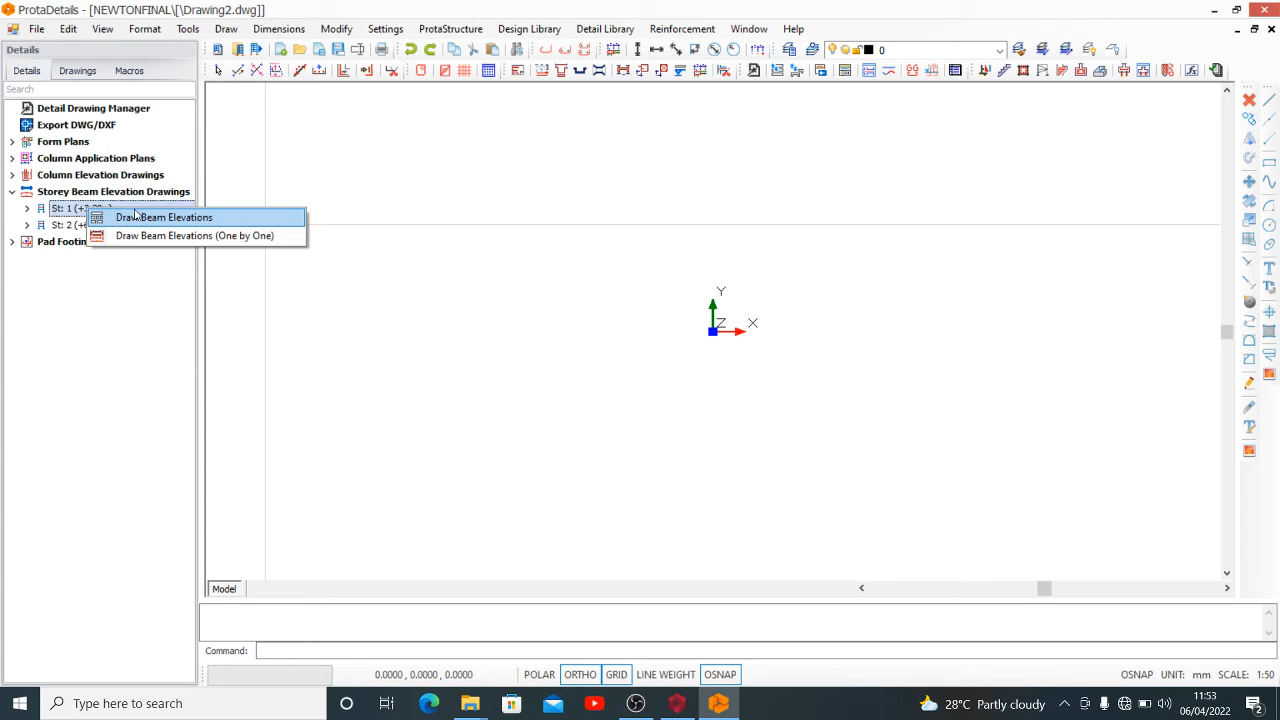 ProtaDetails - [NEWTONFINAL\[\Drawing2.dwg]]
File Edit View Format Tools Draw Dimensions Modify Settings ProtaStructure Design Library Detail Library Reinforcement Window Help
Details
0
Details Drawings Macros
Search
Detail Drawing Manager
Export DWG/DXF
Form Plans
Column Application Plans
Column Elevation Drawings
Storey Beam Elevation Drawings
St: 1
Draw Beam Elevations
St: 2
Draw Beam Elevations (One by One)
Pad Footin
Y
Z X
Model
Command:
0.0000 , 0.0000 , 0.0000 POLAR ORTHO GRID LINE WEIGHT OSNAP OSNAP UNIT: mm SCALE: 1:50
Type here to search
28°C Partly cloudy
11:53
06/04/2022
2